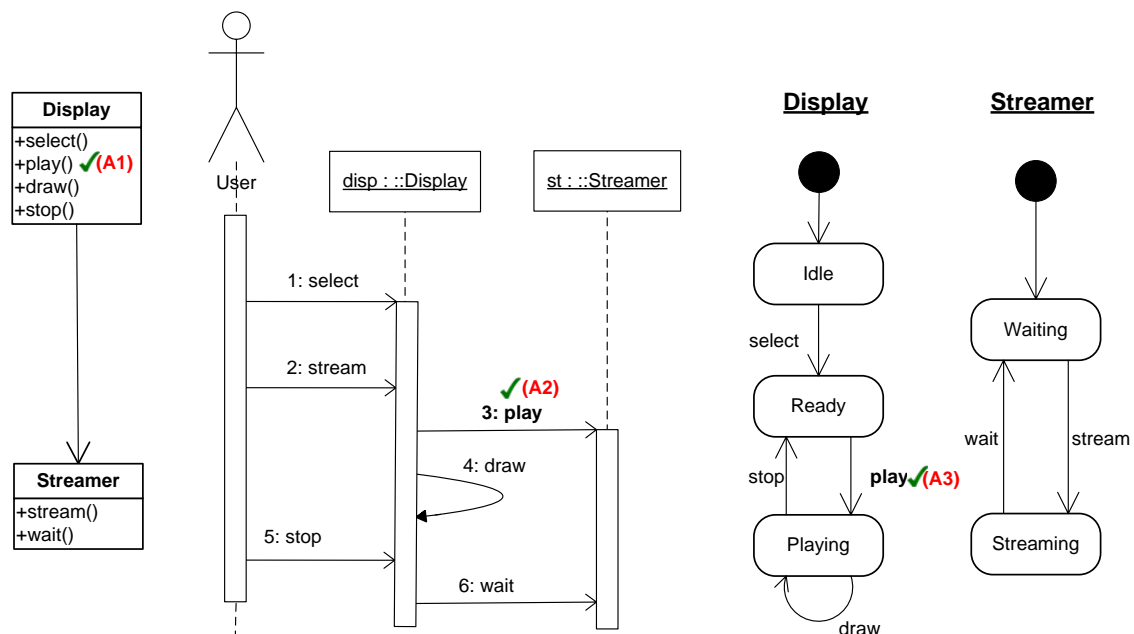 Display
+select()
+play() (A1)
+draw()
+stop()
Streamer
+stream()
+wait()
User
disp : ::Display
st : ::Streamer
1: select
2: stream
(A2)
3: play
4: draw
5: stop
6: wait
Display
Idle
select
Ready
stop
play (A3)
Playing
draw
Streamer
Waiting
wait
stream
Streaming